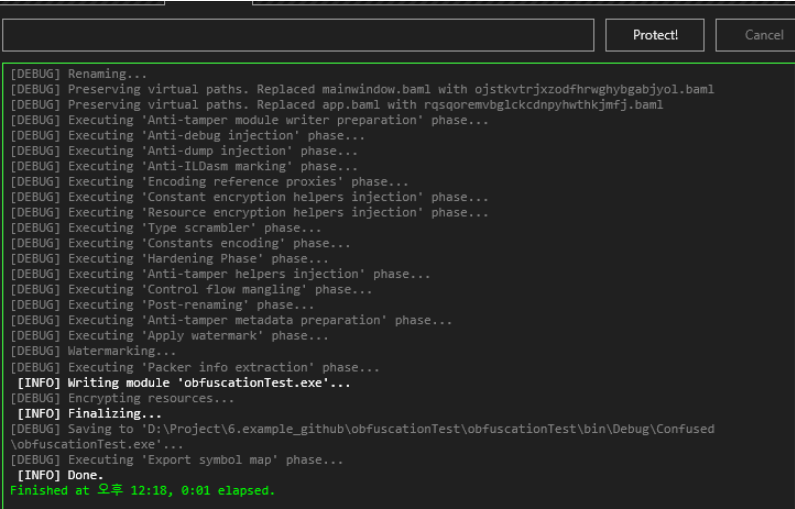 Protect!
Cancel
[DEBUG] Renaming...
[DEBUG] Preserving virtual paths. Replaced mainwindow.baml with ojstkvtrjxzodfhrwghybgabjyol.baml
[DEBUG] Preserving virtual paths. Replaced app.baml with rqsqoremvbglckcdnpyhwthkjmfj.baml
[DEBUG] Executing 'Anti-tamper module writer preparation' phase...
[DEBUG] Executing 'Anti-debug injection' phase...
[DEBUG] Executing 'Anti-dump injection' phase...
[DEBUG] Executing 'Anti-ILDasm marking' phase...
[DEBUG] Executing 'Encoding reference proxies' phase...
[DEBUG] Executing 'Constant encryption helpers injection' phase...
[DEBUG] Executing 'Resource encryption helpers injection' phase...
[DEBUG] Executing 'Type scrambler' phase...
[DEBUG] Executing 'Constants encoding' phase...
[DEBUG] Executing 'Hardening Phase' phase...
[DEBUG] Executing 'Anti-tamper helpers injection' phase...
[DEBUG] Executing 'Control flow mangling' phase...
[DEBUG] Executing 'Post-renaming' phase...
[DEBUG] Executing 'Anti-tamper metadata preparation' phase...
[DEBUG] Executing 'Apply watermark' phase...
[DEBUG] Watermarking...
[DEBUG] Executing 'Packer info extraction' phase...
[INFO] Writing module 'obfuscationTest.exe'...
[DEBUG] Encrypting resources...
[INFO] Finalizing...
[DEBUG] Saving to 'D:\Project\6.example_github\obfuscationTest\obfuscationTest\bin\Debug\Confused
\obfuscationTest.exe'...
[DEBUG] Executing 'Export symbol map' phase...
[INFO] Done.
Finished at 오후 12:18, 0:01 elapsed.